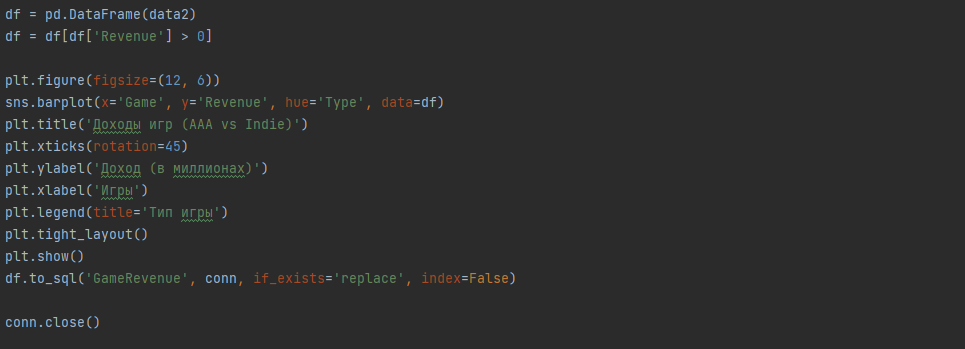 df = pd.DataFrame(data2)
df = df[df['Revenue'] > 0]
plt.figure(figsize=(12, 6))
sns.barplot(x='Game', y='Revenue', hue='Type', data=df)
plt.title('Доходы игр (AAA vs Indie)')
plt.xticks(rotation=45)
plt.ylabel('Доход (в миллионах)')
plt.xlabel('Игры')
plt.legend(title='Тип игры')
plt.tight_layout()
plt.show()
df.to_sql('GameRevenue', conn, if_exists='replace', index=False)
conn.close()